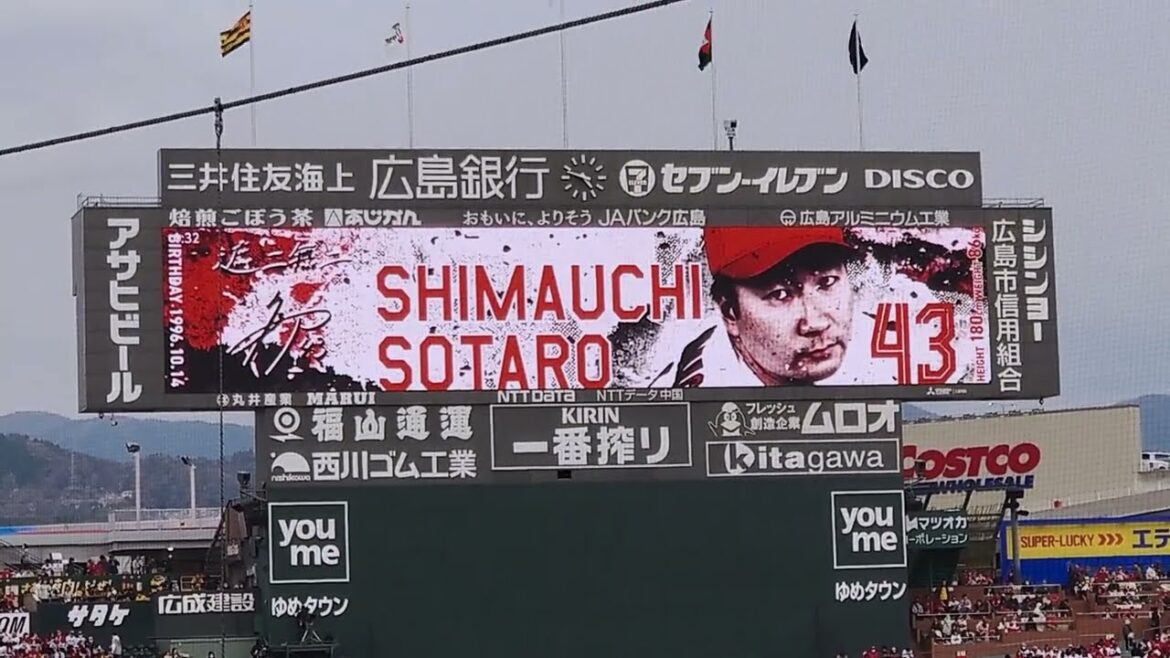 三井住友海上 広島銀行 7 ELEVEN セブン-イレブン DISCO
焙煎ごぼう茶 あじかん おもいに、よりそう JAバンク広島 広島アルミニウム工業
アサヒビール
BIRTHDAY 1996.10.14
SHIMAUCHI
SOTARO
43
HEIGHT 180cm WEIGHT 86kg
シシンヨー
広島市信用組合
丸井産業 MARUI NTT DATA NTTデータ中国
福山通運
KIRIN
一番搾り
フレッシュ
創造企業 ムロオ
nishikawa 西川ゴム工業
kitagawa
COSTCO
WHOLESALE
you
me
ゆめタウン
you
me
ゆめタウン
マツオカ
コーポレーション
SUPER-LUCKY >>> エデ
サタケ
広成建設